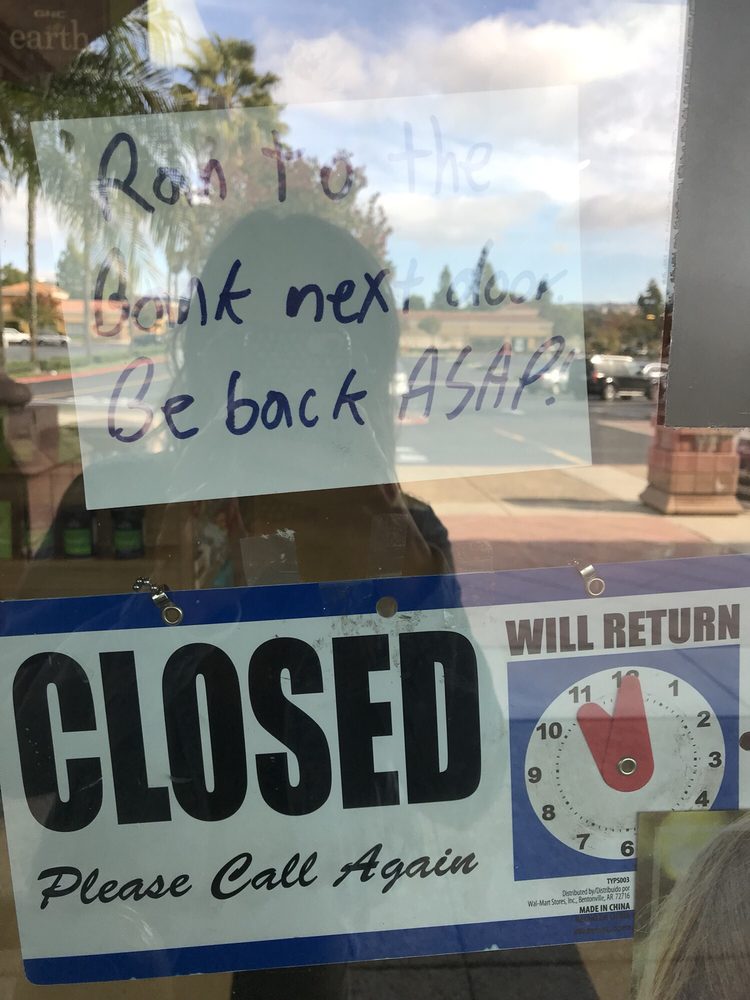 GNC
earth
Ran to the
Bank next door.
Be back ASAP!
CLOSED
Please Call Again
WILL RETURN
11 12 1
10 2
9 3
8 4
7 6
TYPS003
Distributed by/Distribuido por
Wal-Mart Stores, Inc., Bentonville, AR 72716
MADE IN CHINA